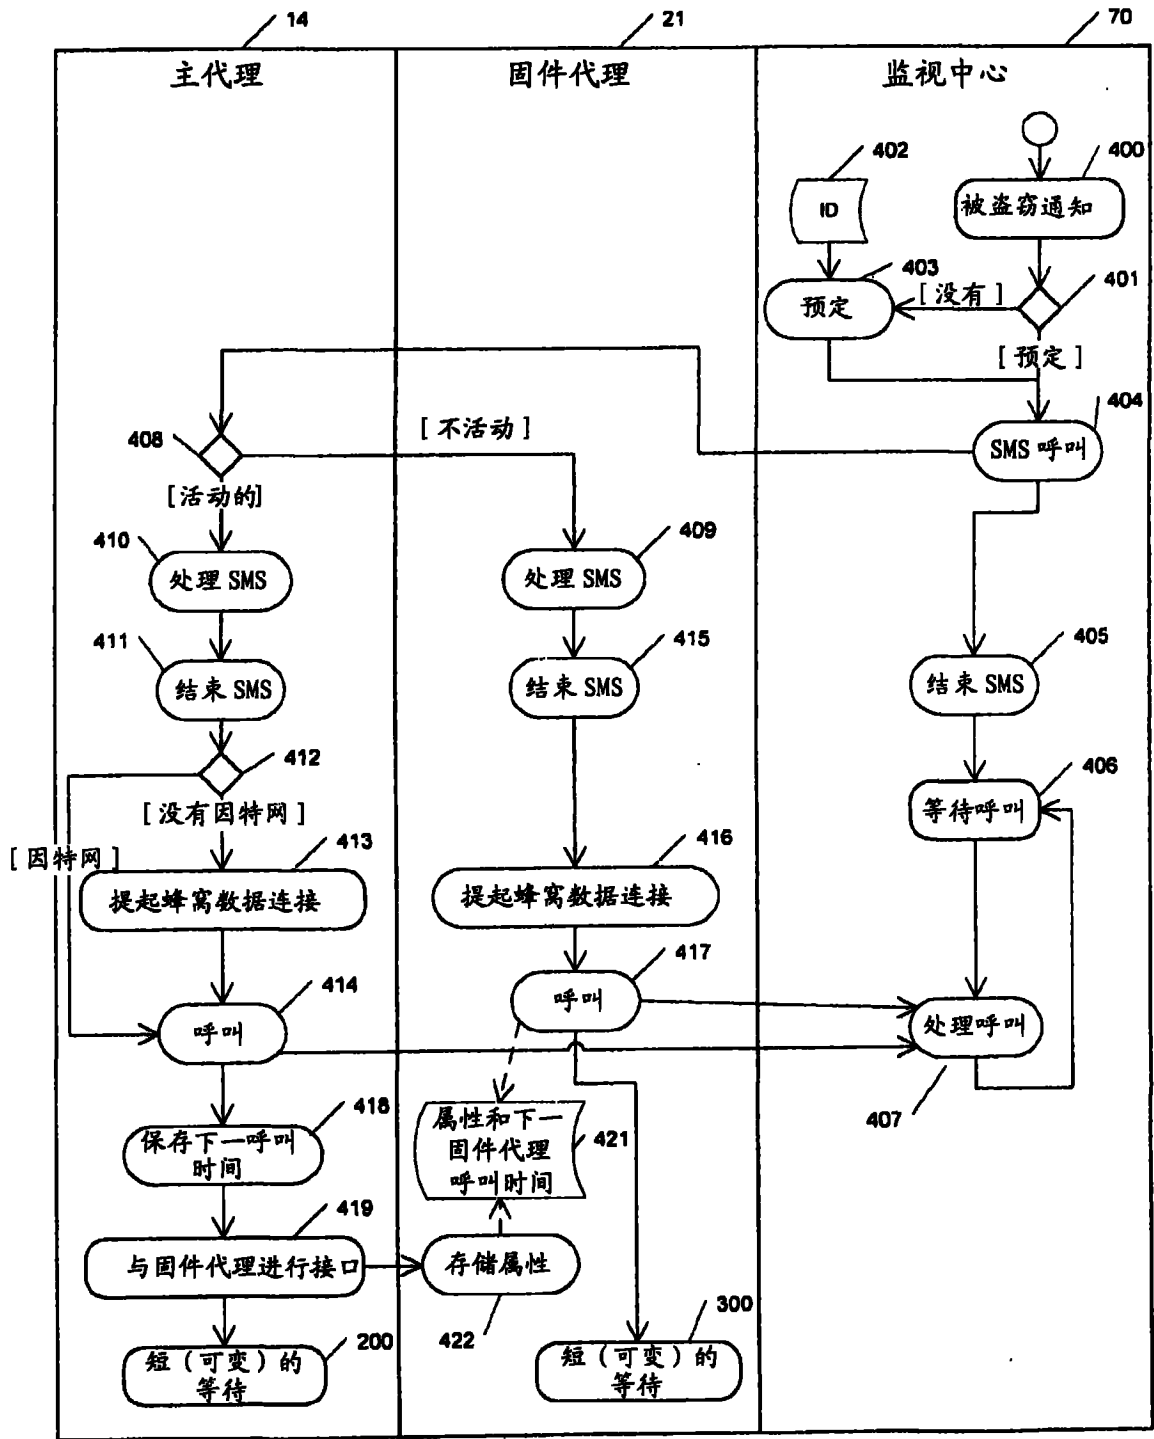 14
21
70
主代理
固件代理
监视中心
402
400
ID
被盗窃通知
403
401
预定
[没有]
[预定]
404
SMS 呼叫
408
[不活动]
[活动的]
410
处理 SMS
409
处理 SMS
411
结束 SMS
415
结束 SMS
405
结束 SMS
412
[没有因特网]
[因特网]
406
等待呼叫
413
提起蜂窝数据连接
416
提起蜂窝数据连接
414
呼叫
417
呼叫
处理呼叫
407
418
保存下一呼叫
时间
属性和下一
固件代理
呼叫时间
421
419
与固件代理进行接口
存储属性
422
200
短（可变）的
等待
300
短（可变）的
等待